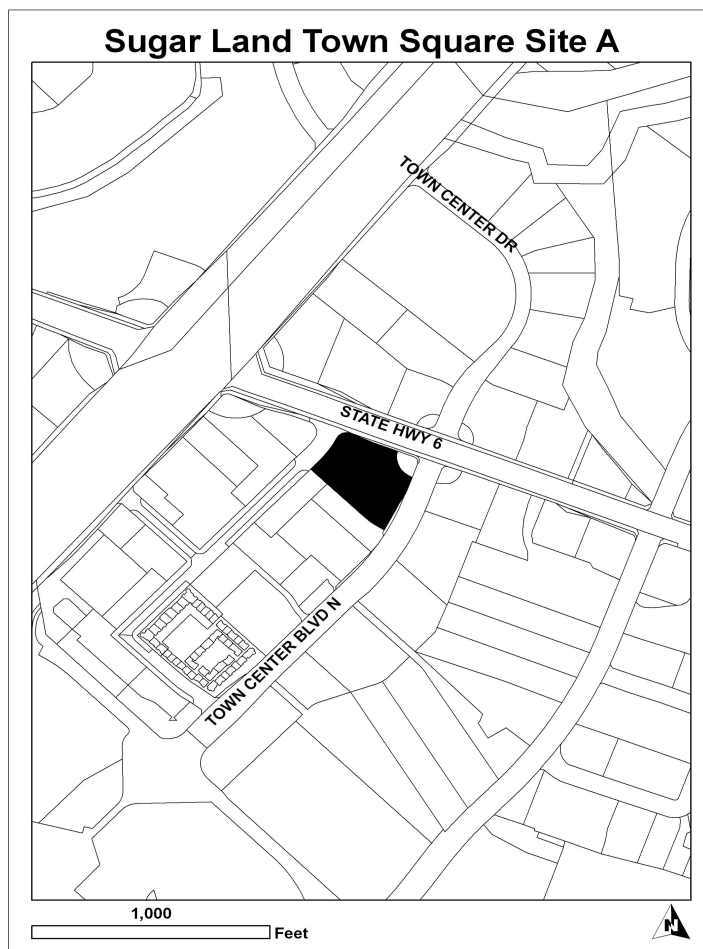 Sugar Land Town Square Site A
TOWN CENTER DR
STATE HWY 6
TOWN CENTER BLVD N
1,000
Feet
N